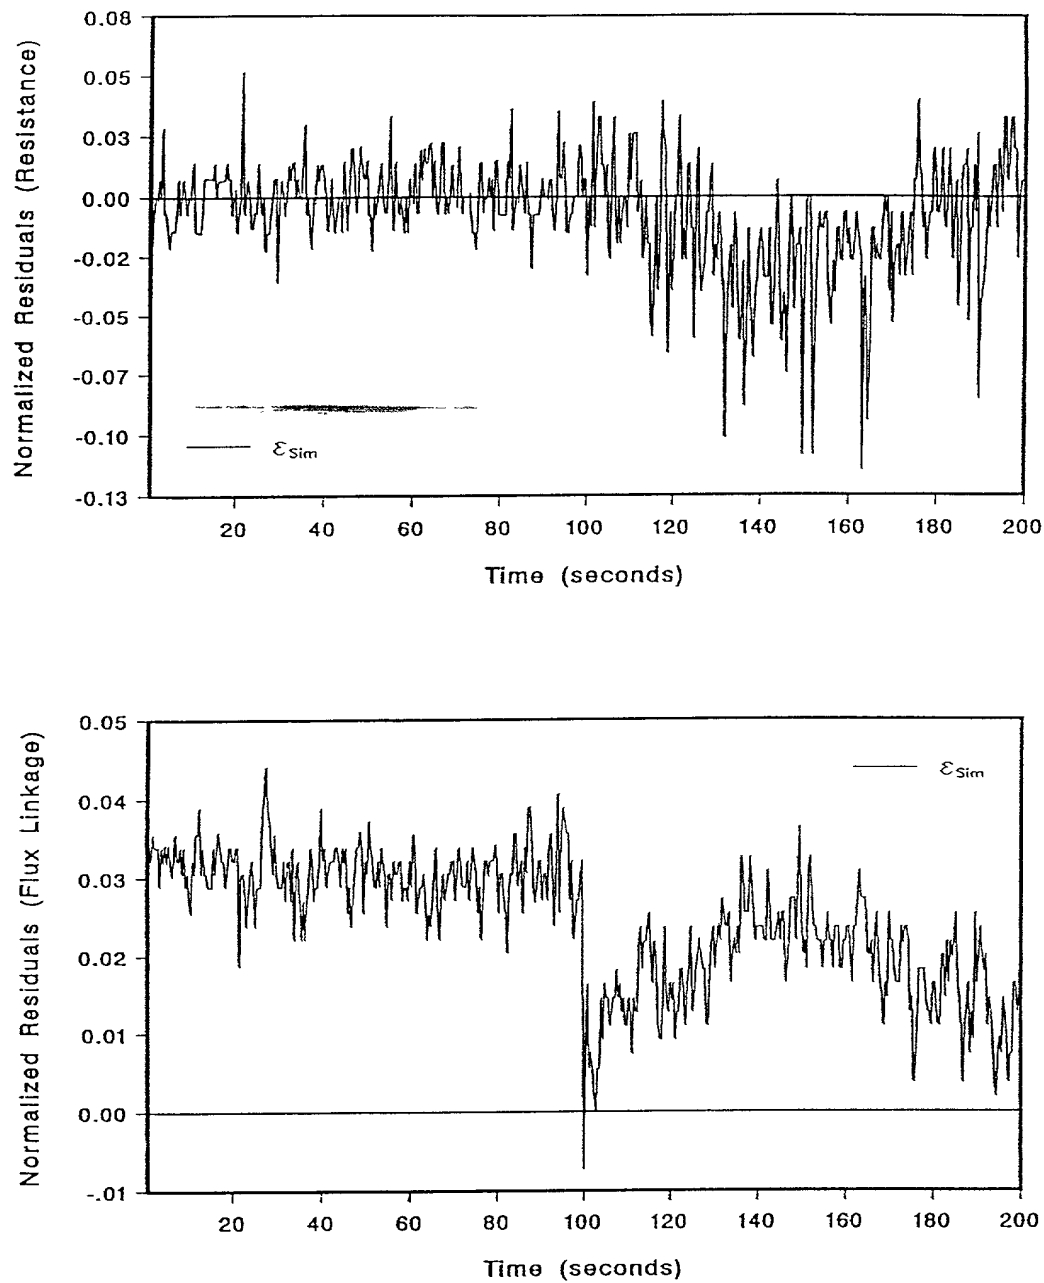 0.08
0.05
0.03
0.00
-0.02
-0.05
-0.07
-0.10
-0.13
Normalized Residuals (Resistance)
εSim
20 40 60 80 100 120 140 160 180 200
Time (seconds)
0.05
0.04
0.03
0.02
0.01
0.00
-.01
Normalized Residuals (Flux Linkage)
εSim
20 40 60 80 100 120 140 160 180 200
Time (seconds)